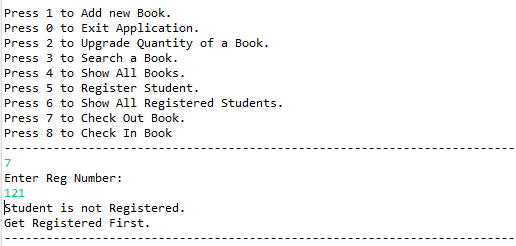 Press 1 to Add new Book.
Press 0 to Exit Application.
Press 2 to Upgrade Quantity of a Book.
Press 3 to Search a Book.
Press 4 to Show All Books.
Press 5 to Register Student.
Press 6 to Show All Registered Students.
Press 7 to Check Out Book.
Press 8 to Check In Book
-----------------------------------------------------------------------
7
Enter Reg Number:
121
Student is not Registered.
Get Registered First.
-----------------------------------------------------------------------